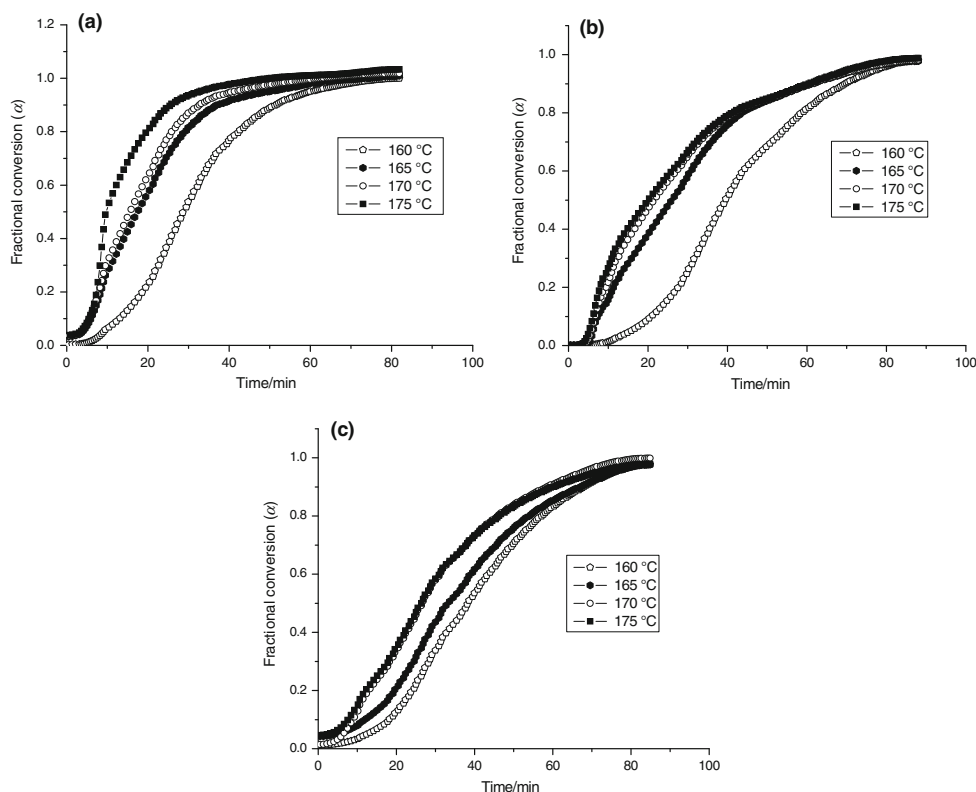 (a)
1.2
1.0
0.8
0.6
0.4
0.2
0.0
Fractional conversion (α)
160 °C
165 °C
170 °C
175 °C
0 20 40 60 80 100
Time/min
(b)
1.2
1.0
0.8
0.6
0.4
0.2
0.0
Fractional conversion (α)
160 °C
165 °C
170 °C
175 °C
0 20 40 60 80 100
Time/min
(c)
1.0
0.8
0.6
0.4
0.2
0.0
Fractional conversion (α)
160 °C
165 °C
170 °C
175 °C
0 20 40 60 80 100
Time/min